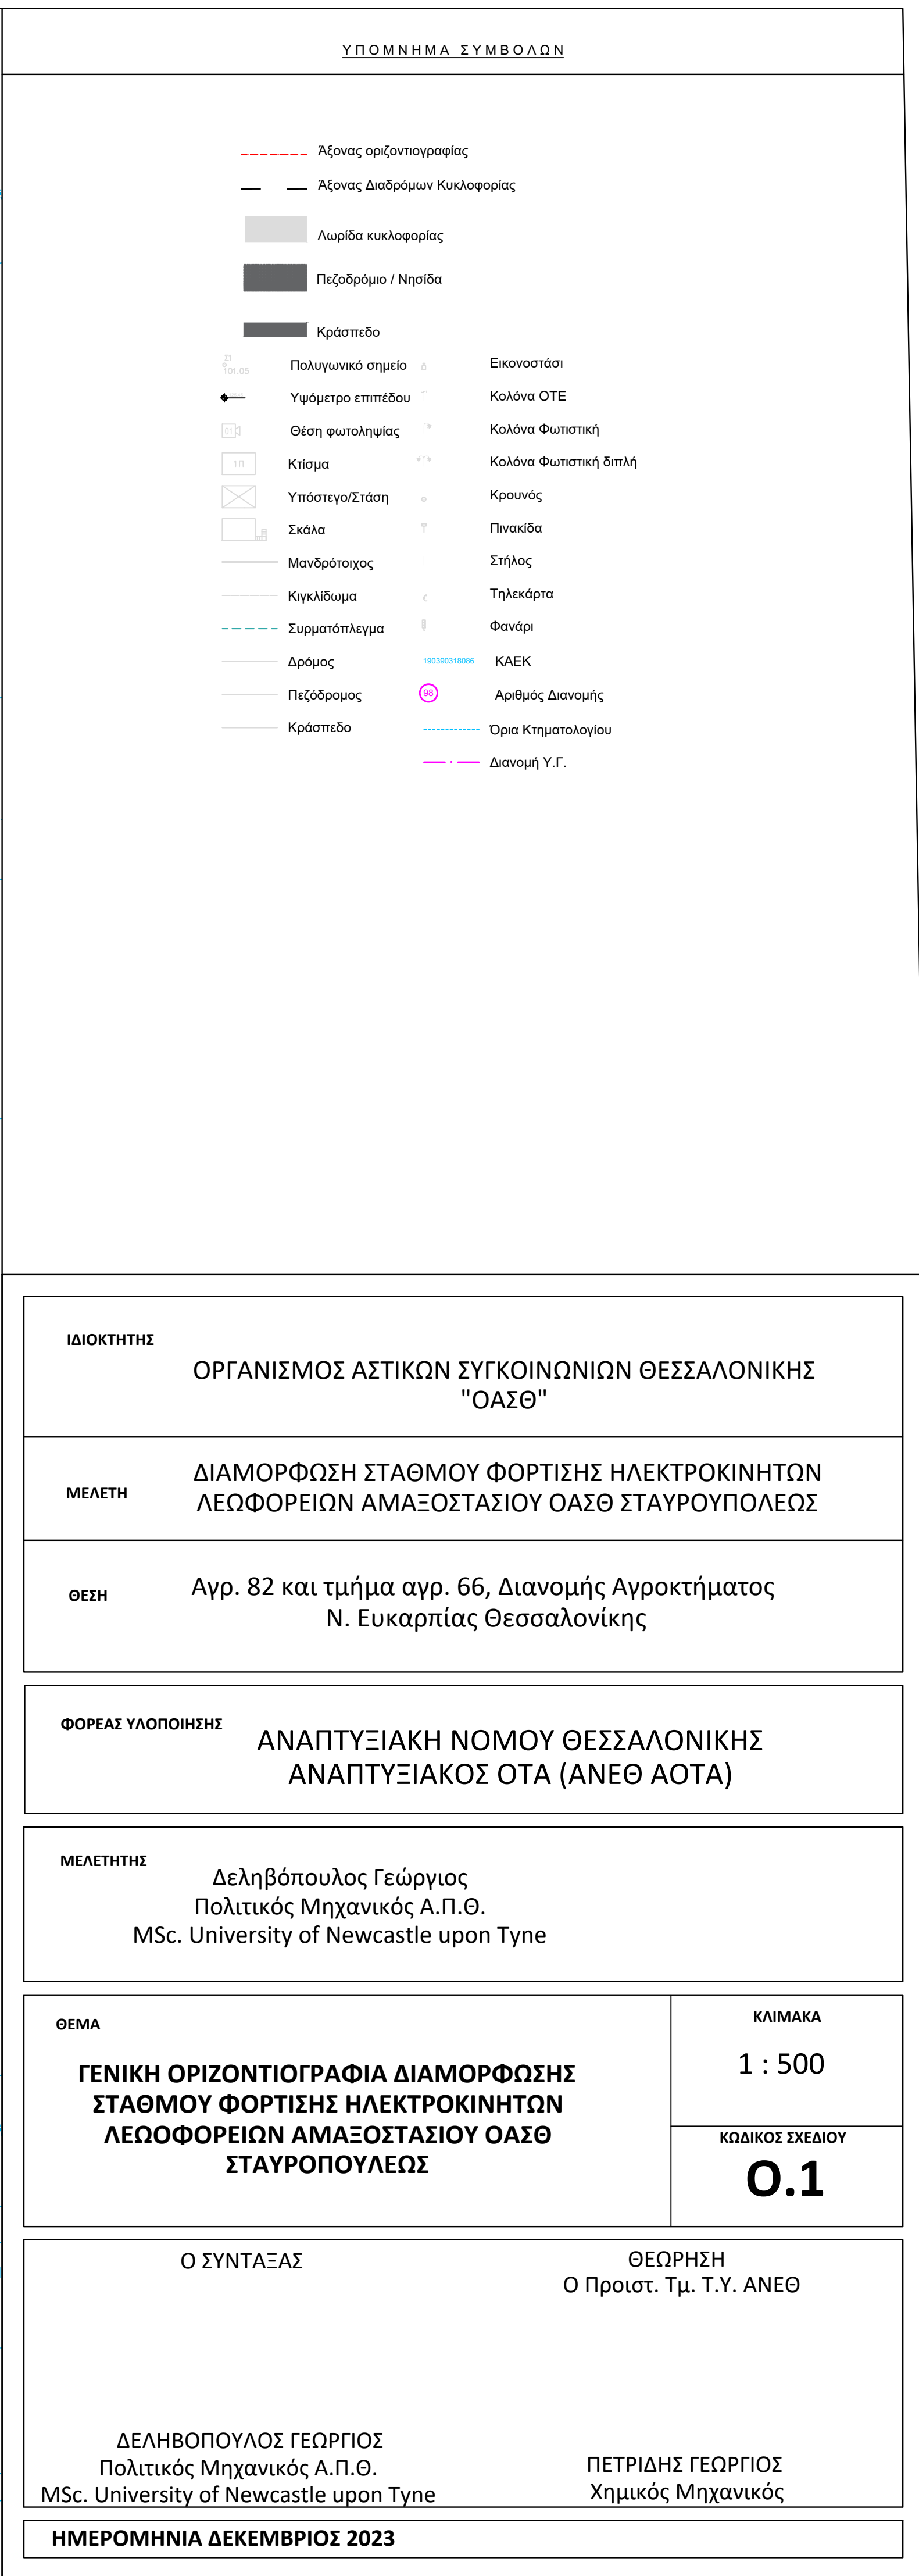 ΥΠΟΜΝΗΜΑ ΣΥΜΒΟΛΩΝ
Άξονας οριζοντιογραφίας
Άξονας Διαδρόμων Κυκλοφορίας
Λωρίδα κυκλοφορίας
Πεζοδρόμιο / Νησίδα
Κράσπεδο
Σ1
101.05
Πολυγωνικό σημείο
Υψόμετρο επιπέδου
01
Θέση φωτοληψίας
1Π
Κτίσμα
Υπόστεγο/Στάση
Σκάλα
Μανδρότοιχος
Κιγκλίδωμα
Συρματόπλεγμα
Δρόμος
Πεζόδρομος
Κράσπεδο
Εικονοστάσι
Κολόνα ΟΤΕ
Κολόνα Φωτιστική
Κολόνα Φωτιστική διπλή
Κρουνός
Πινακίδα
Στήλος
Τηλεκάρτα
Φανάρι
190390318086 ΚΑΕΚ
98 Αριθμός Διανομής
Όρια Κτηματολογίου
Διανομή Υ.Γ.
ΙΔΙΟΚΤΗΤΗΣ
ΟΡΓΑΝΙΣΜΟΣ ΑΣΤΙΚΩΝ ΣΥΓΚΟΙΝΩΝΙΩΝ ΘΕΣΣΑΛΟΝΙΚΗΣ
"ΟΑΣΘ"
ΜΕΛΕΤΗ
ΔΙΑΜΟΡΦΩΣΗ ΣΤΑΘΜΟΥ ΦΟΡΤΙΣΗΣ ΗΛΕΚΤΡΟΚΙΝΗΤΩΝ
ΛΕΩΦΟΡΕΙΩΝ ΑΜΑΞΟΣΤΑΣΙΟΥ ΟΑΣΘ ΣΤΑΥΡΟΥΠΟΛΕΩΣ
ΘΕΣΗ
Αγρ. 82 και τμήμα αγρ. 66, Διανομής Αγροκτήματος
Ν. Ευκαρπίας Θεσσαλονίκης
ΦΟΡΕΑΣ ΥΛΟΠΟΙΗΣΗΣ
ΑΝΑΠΤΥΞΙΑΚΗ ΝΟΜΟΥ ΘΕΣΣΑΛΟΝΙΚΗΣ
ΑΝΑΠΤΥΞΙΑΚΟΣ ΟΤΑ (ΑΝΕΘ ΑΟΤΑ)
ΜΕΛΕΤΗΤΗΣ
Δεληβόπουλος Γεώργιος
Πολιτικός Μηχανικός Α.Π.Θ.
MSc. University of Newcastle upon Tyne
ΘΕΜΑ
ΓΕΝΙΚΗ ΟΡΙΖΟΝΤΙΟΓΡΑΦΙΑ ΔΙΑΜΟΡΦΩΣΗΣ
ΣΤΑΘΜΟΥ ΦΟΡΤΙΣΗΣ ΗΛΕΚΤΡΟΚΙΝΗΤΩΝ
ΛΕΩΟΦΟΡΕΙΩΝ ΑΜΑΞΟΣΤΑΣΙΟΥ ΟΑΣΘ
ΣΤΑΥΡΟΠΟΥΛΕΩΣ
ΚΛΙΜΑΚΑ
1 : 500
ΚΩΔΙΚΟΣ ΣΧΕΔΙΟΥ
Ο.1
Ο ΣΥΝΤΑΞΑΣ
ΔΕΛΗΒΟΠΟΥΛΟΣ ΓΕΩΡΓΙΟΣ
Πολιτικός Μηχανικός Α.Π.Θ.
MSc. University of Newcastle upon Tyne
ΘΕΩΡΗΣΗ
Ο Προιστ. Τμ. Τ.Υ. ΑΝΕΘ
ΠΕΤΡΙΔΗΣ ΓΕΩΡΓΙΟΣ
Χημικός Μηχανικός
ΗΜΕΡΟΜΗΝΙΑ ΔΕΚΕΜΒΡΙΟΣ 2023